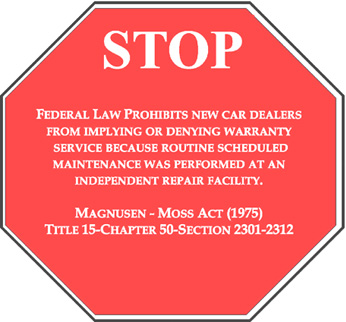 STOP
FEDERAL LAW PROHIBITS NEW CAR DEALERS
FROM IMPLYING OR DENYING WARRANTY
SERVICE BECAUSE ROUTINE SCHEDULED
MAINTENANCE WAS PERFORMED AT AN
INDEPENDENT REPAIR FACILITY.
MAGNUSEN - MOSS ACT (1975)
TITLE 15-CHAPTER 50-SECTION 2301-2312